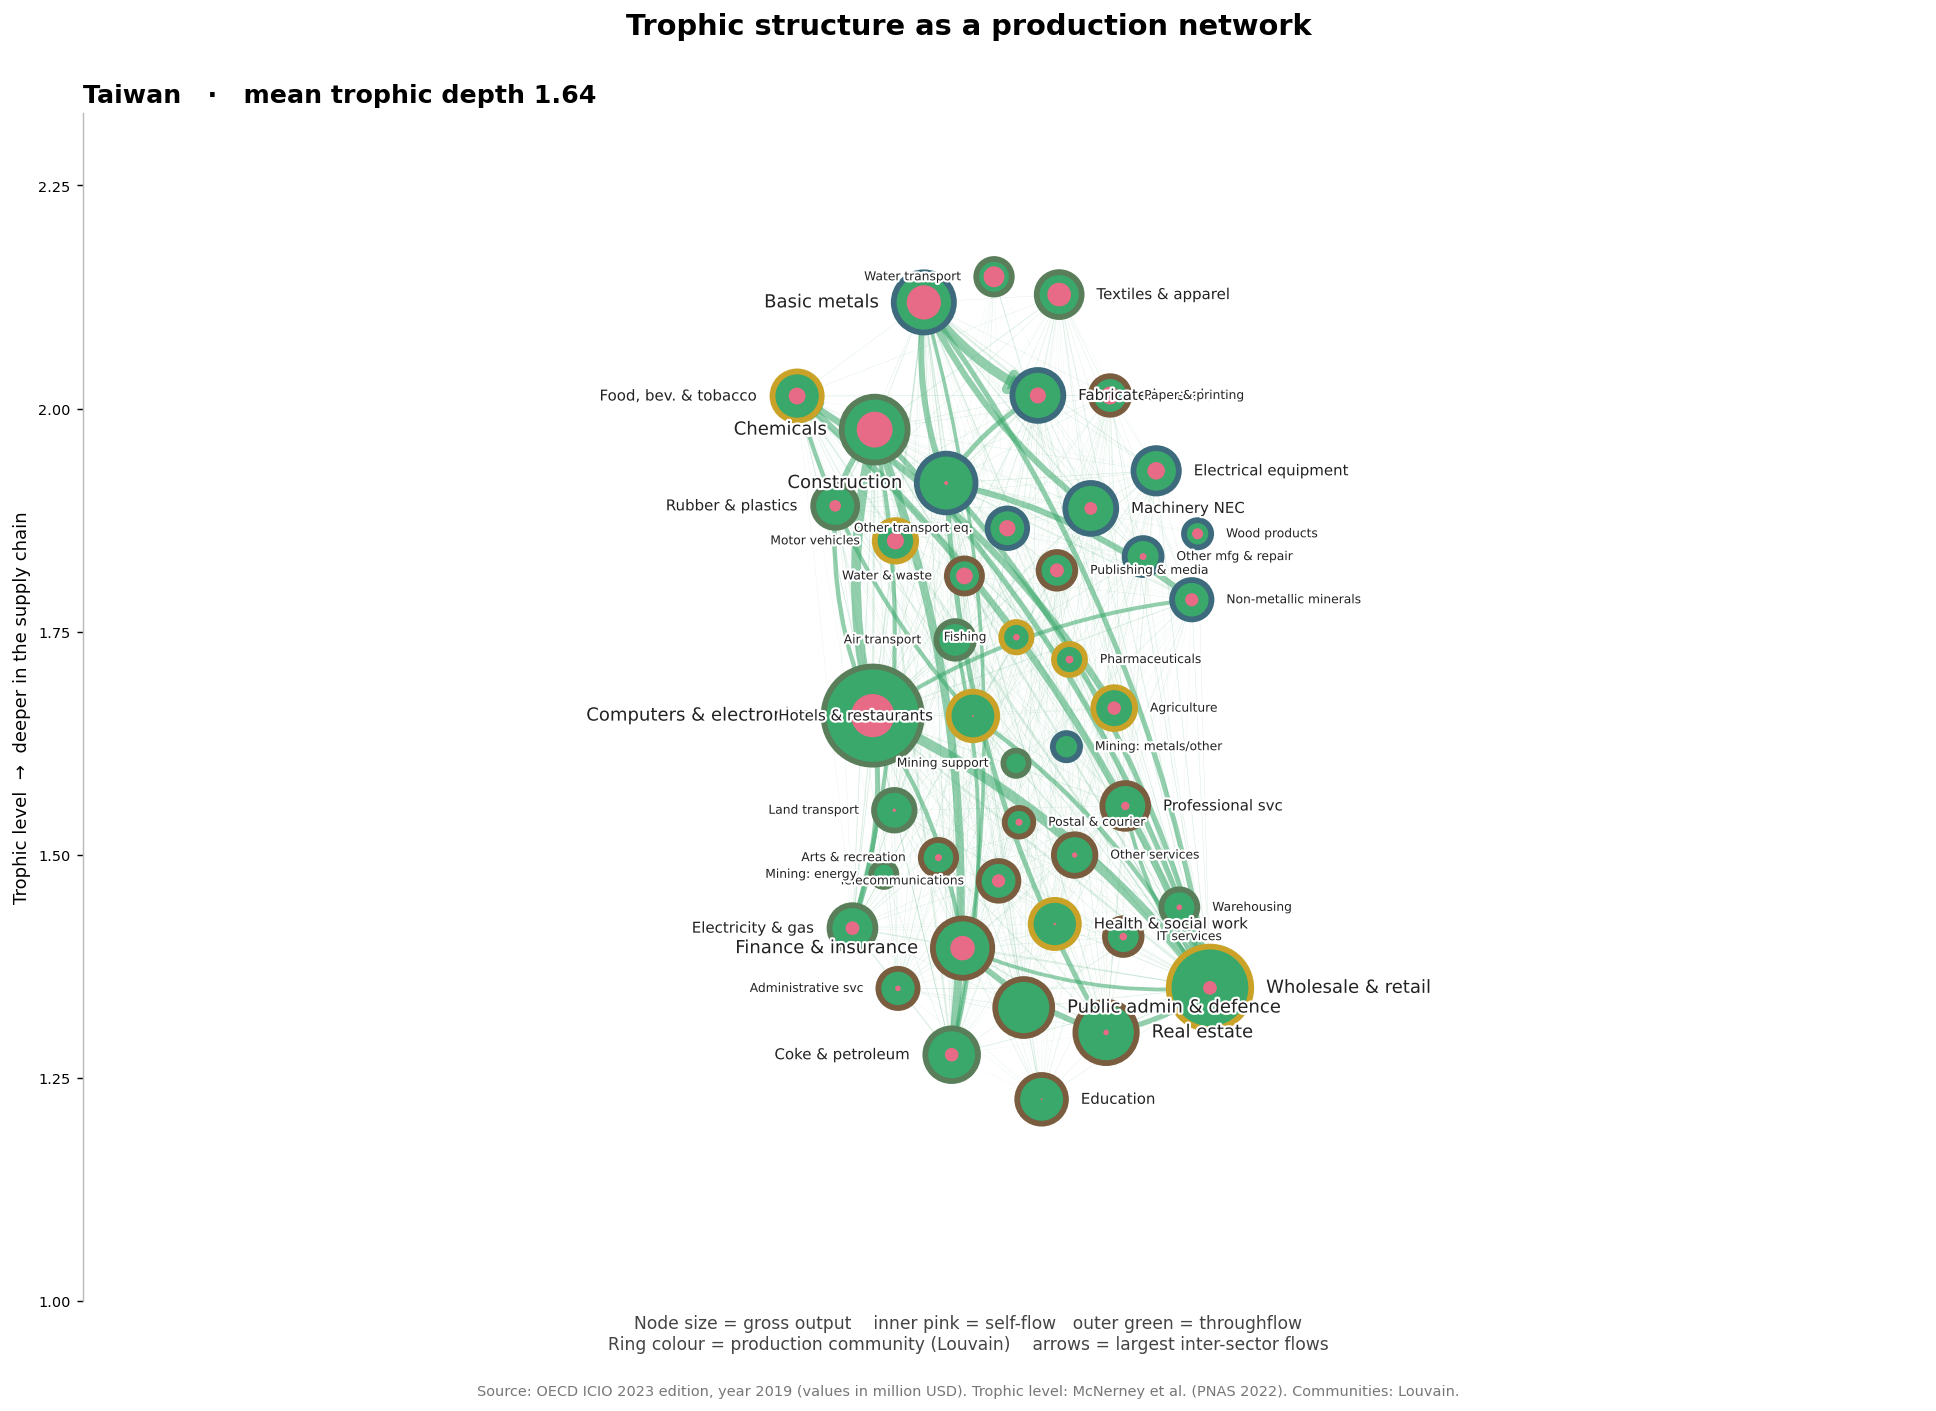 Trophic structure as a production network
Taiwan · mean trophic depth 1.64
2.25
2.00
1.75
1.50
1.25
1.00
Trophic level → deeper in the supply chain
Water transport
Textiles & apparel
Basic metals
Food, bev. & tobacco
Paper & printing
Chemicals
Electrical equipment
Construction
Rubber & plastics
Machinery NEC
Other transport eq.
Wood products
Motor vehicles
Other mfg & repair
Water & waste
Publishing & media
Non-metallic minerals
Air transport
Fishing
Pharmaceuticals
Agriculture
Computers &
Hotels & restaurants
Mining: metals/other
Mining support
Professional svc
Land transport
Postal & courier
Arts & recreation
Other services
Mining: energy
Warehousing
Electricity & gas
Health & social work
IT services
Finance & insurance
Administrative svc
Wholesale & retail
Public admin & defence
Real estate
Coke & petroleum
Education
Node size = gross output inner pink = self-flow outer green = throughflow
Ring colour = production community (Louvain) arrows = largest inter-sector flows
Source: OECD ICIO 2023 edition, year 2019 (values in million USD). Trophic level: McNerney et al. (PNAS 2022). Communities: Louvain.